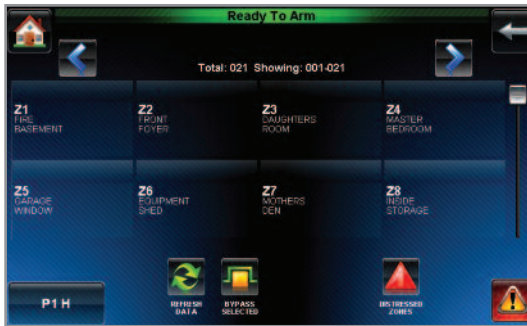 Ready To Arm
Total: 021 Showing: 001-021
Z1
FIRE
BASEMENT
Z2
FRONT
FOYER
Z3
DAUGHTERS
ROOM
Z4
MASTER
BEDROOM
Z5
GARAGE
WINDOW
Z6
EQUIPMENT
SHED
Z7
MOTHERS
DEN
Z8
INSIDE
STORAGE
P1 H
REFRESH
DATA
BYPASS
SELECTED
DISTRESSED
ZONES